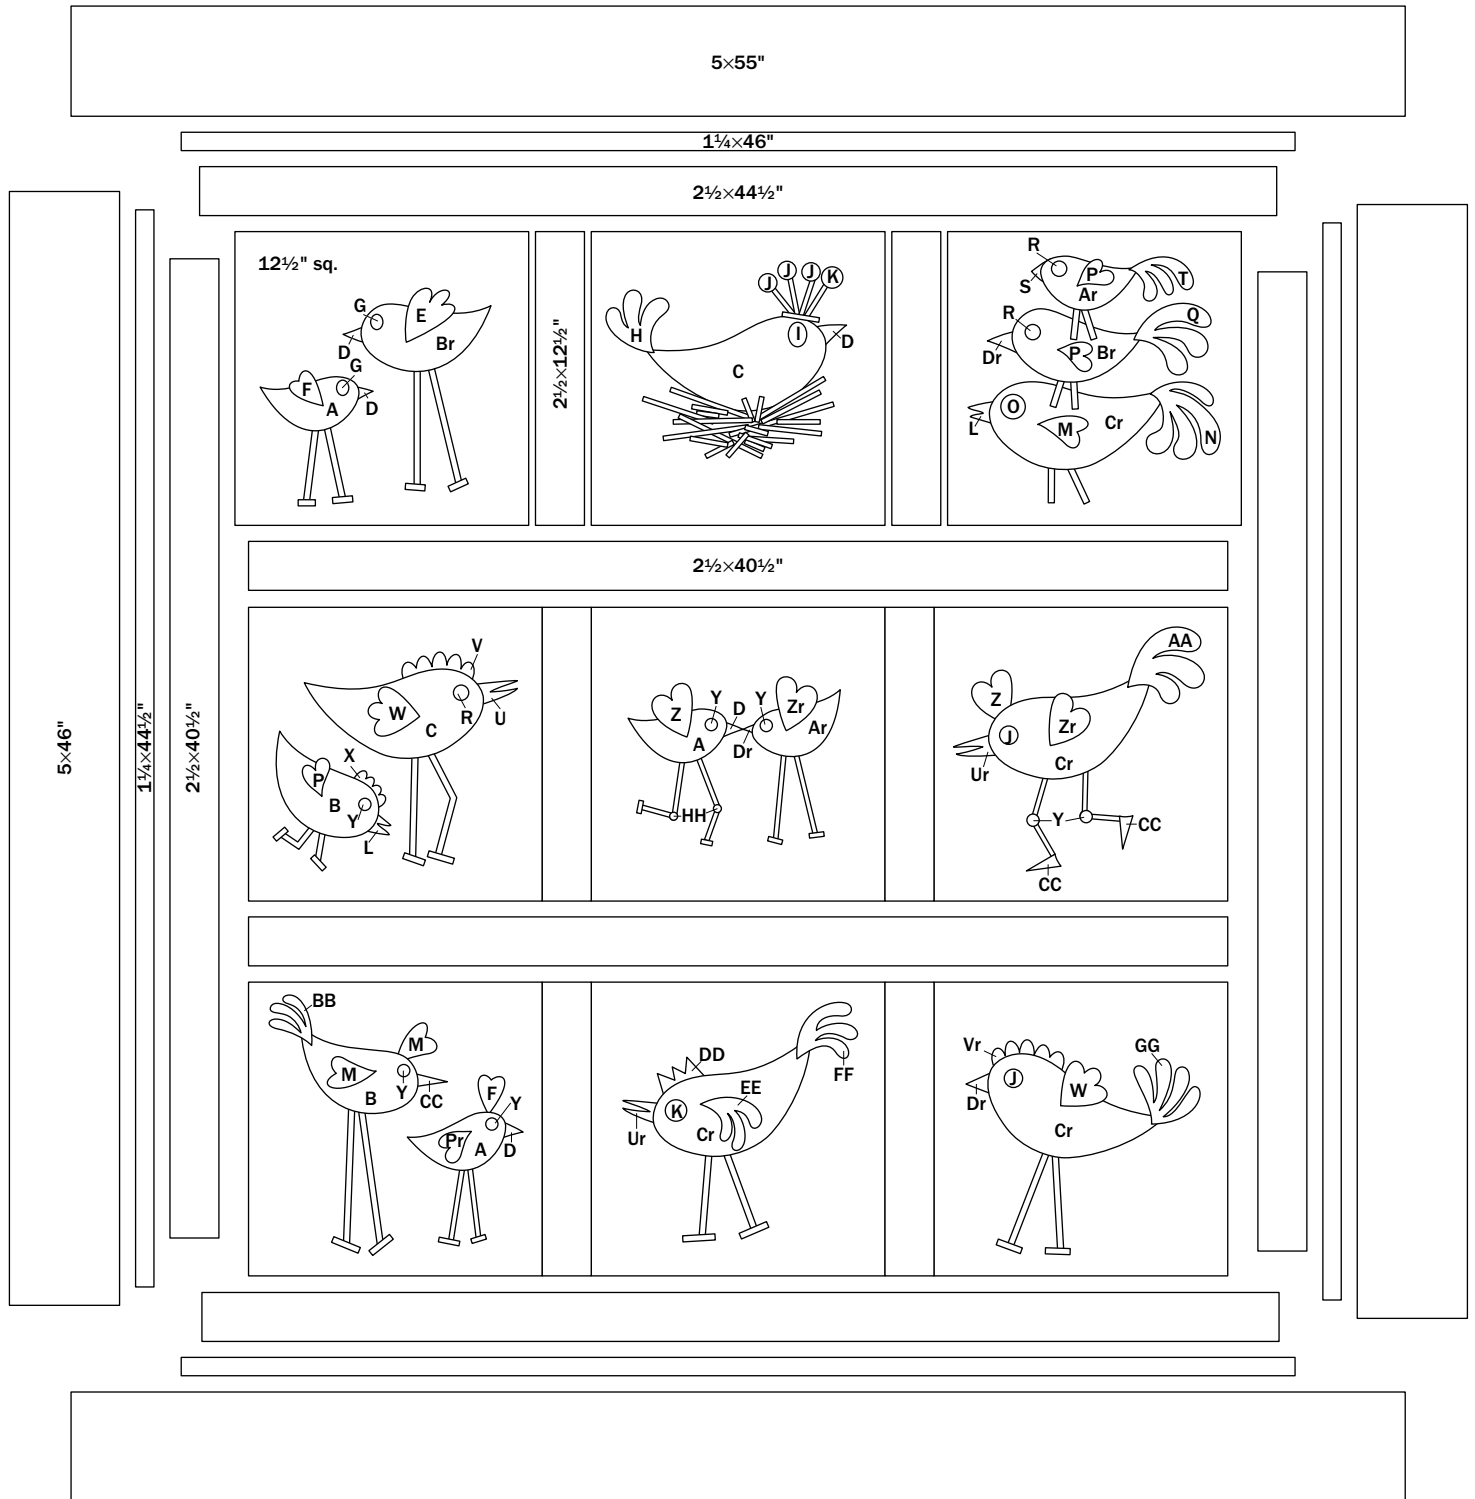 5×55"
1¼×46"
2½×44½"
12½" sq.
G
E
Br
D
G
F
A
D
2½×12½"
J
J
J
K
H
I
D
C
R
P
T
S
Ar
R
Q
Dr
P
Br
O
L
M
Cr
N
2½×40½"
5×46"
1¼×44½"
2½×40½"
V
W
R
U
C
X
P
B
Y
L
Y
D
Y
Z
Zr
A
Dr
Ar
HH
AA
Z
J
Zr
Ur
Cr
Y
CC
CC
BB
M
M
B
Y
CC
F
Y
Pr
A
D
DD
EE
FF
K
Ur
Cr
Vr
GG
J
W
Dr
Cr